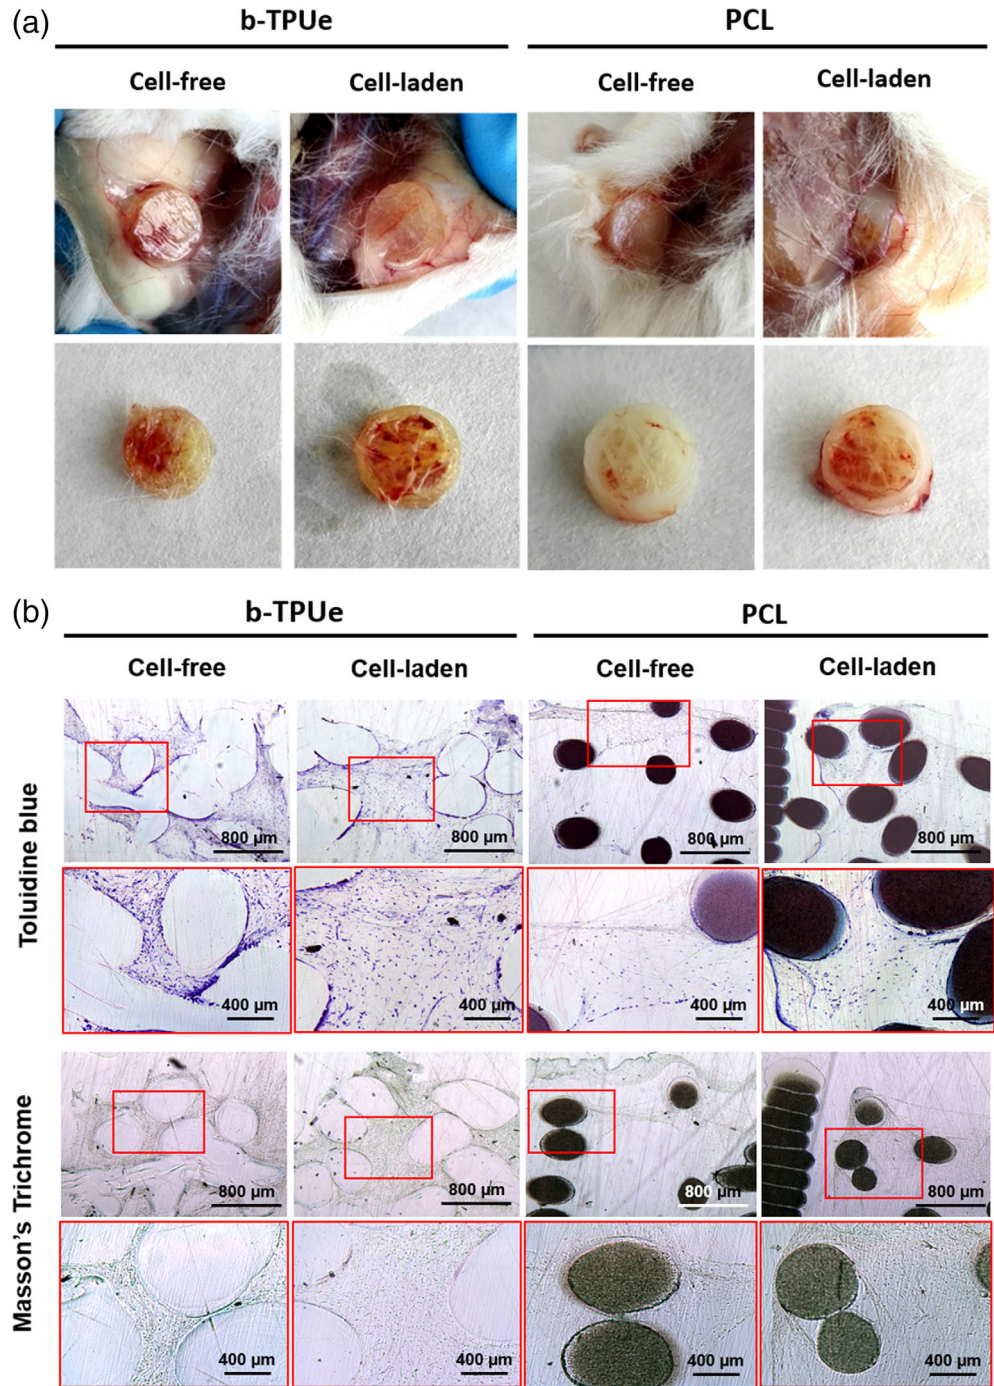 (a)
b-TPUe PCL
Cell-free Cell-laden Cell-free Cell-laden
(b)
b-TPUe PCL
Cell-free Cell-laden Cell-free Cell-laden
Toluidine blue
800 µm 800 µm 800 µm 800 µm
400 µm 400 µm 400 µm 400 µm
Masson's Trichrome
800 µm 800 µm 800 µm 800 µm
400 µm 400 µm 400 µm 400 µm